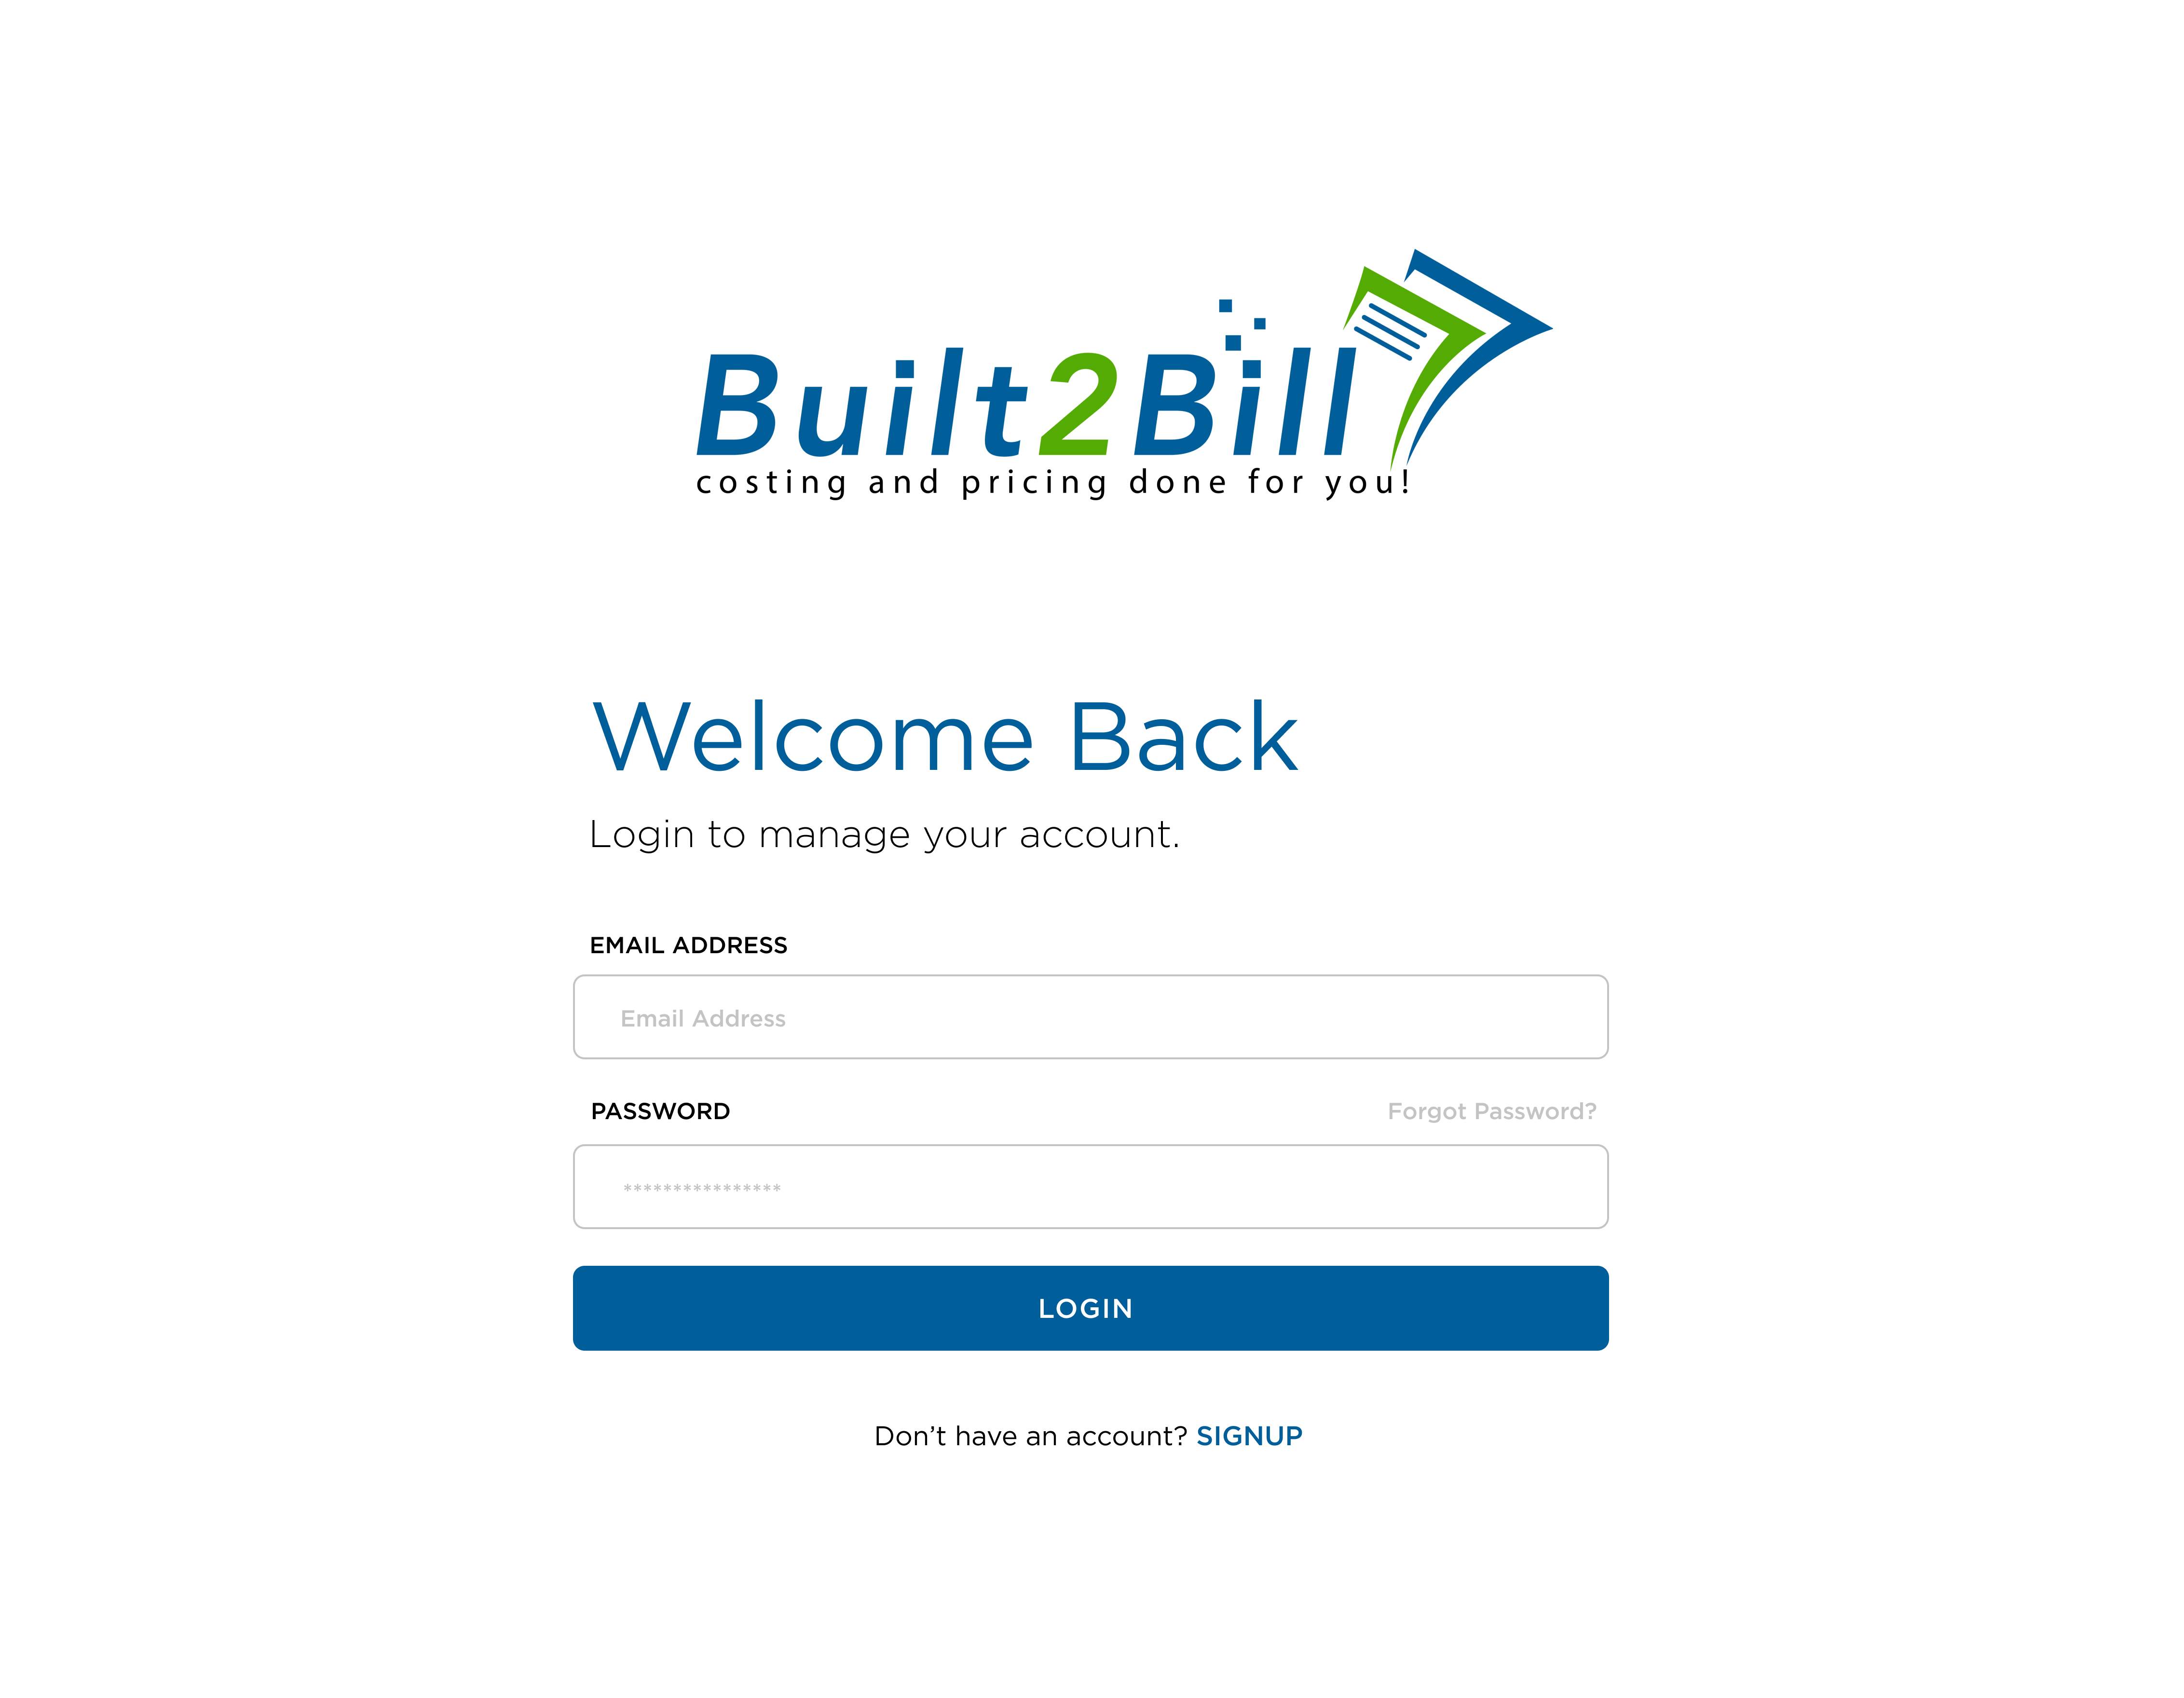 Built2Bill
costing and pricing done for you!
Welcome Back
Login to manage your account.
EMAIL ADDRESS
Email Address
PASSWORD Forgot Password?
****************
LOGIN
Don’t have an account? SIGNUP